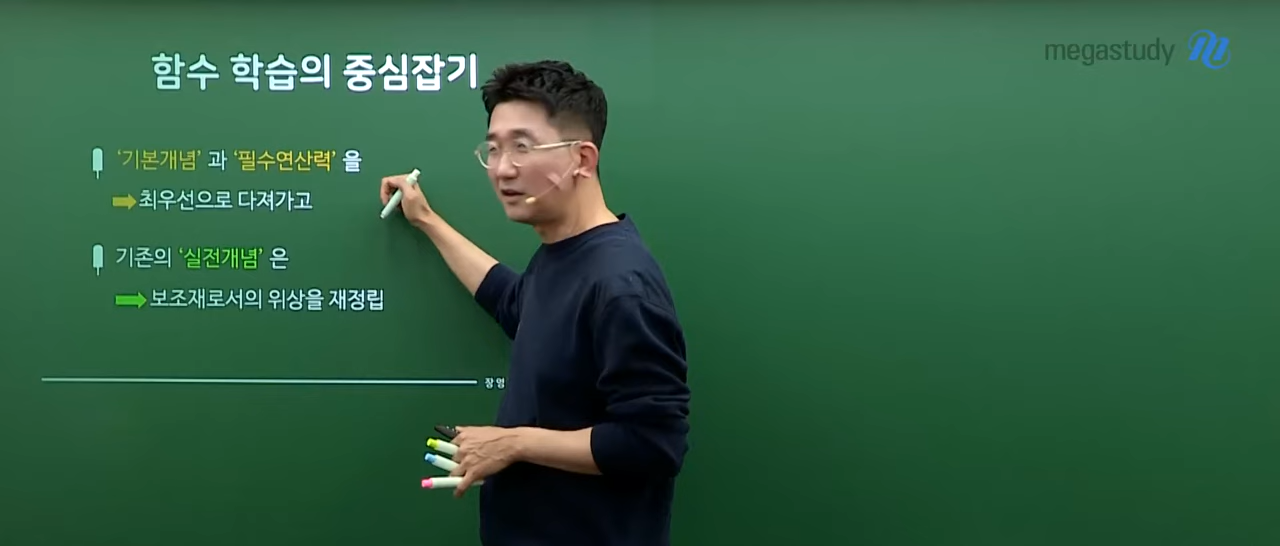 함수 학습의 중심잡기
megastudy
‘기본개념’ 과 ‘필수연산력’ 을
최우선으로 다져가고
기존의 ‘실전개념’ 은
보조재로서의 위상을 재정립
장영